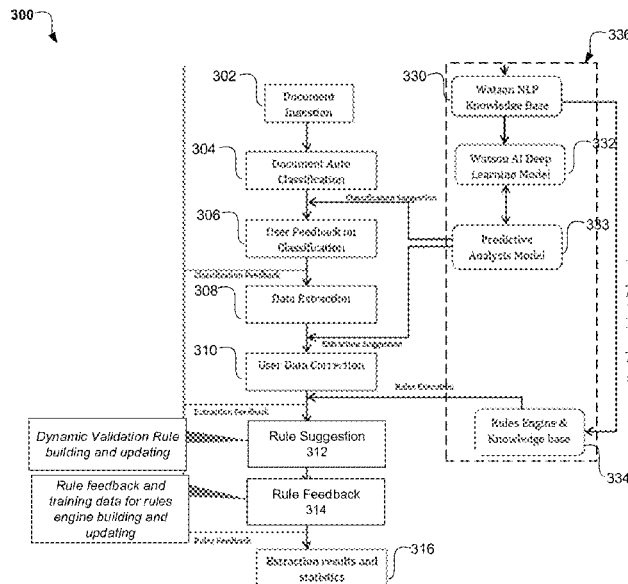 300
336
302
Document
Ingestion
330
Watson NLP
Knowledge Base
304
Document Auto
Classification
332
Watson AI Deep
Learning Model
Classification Suggestion
306
User Feedback on
Classification
333
Predictive
Analysis Model
Classification Feedback
308
Data Extraction
Extraction Suggestion
310
User Data Correction
Rules Execution
Extraction Feedback
Rules Engine &
Knowledge base
334
Dynamic Validation Rule
building and updating
Rule Suggestion
312
Rule feedback and
training data for rules
engine building and
updating
Rule Feedback
314
Rules Feedback
316
Extraction results and
statistics